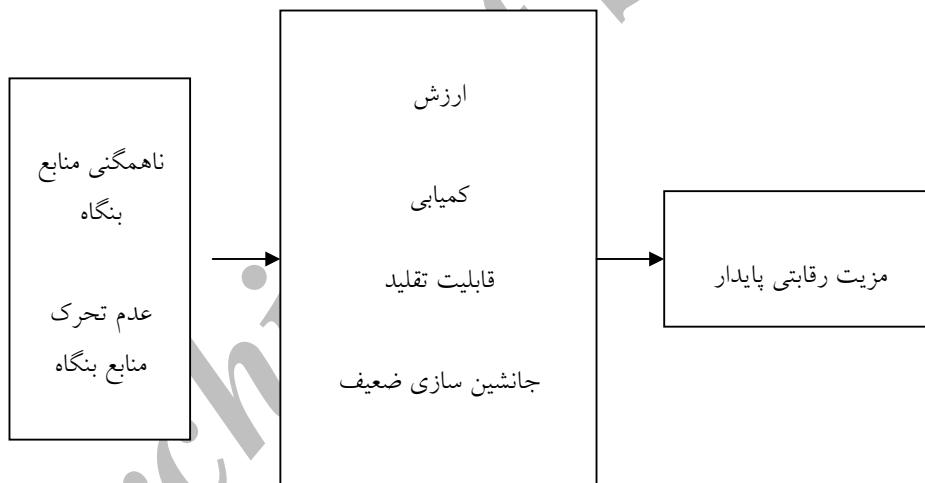 ناهمگنی منابع
بنگاه
عدم تحرک
منابع بنگاه
ارزش
کمیابی
قابلیت تقلید
جانشین سازی ضعیف
مزیت رقابتی پایدار